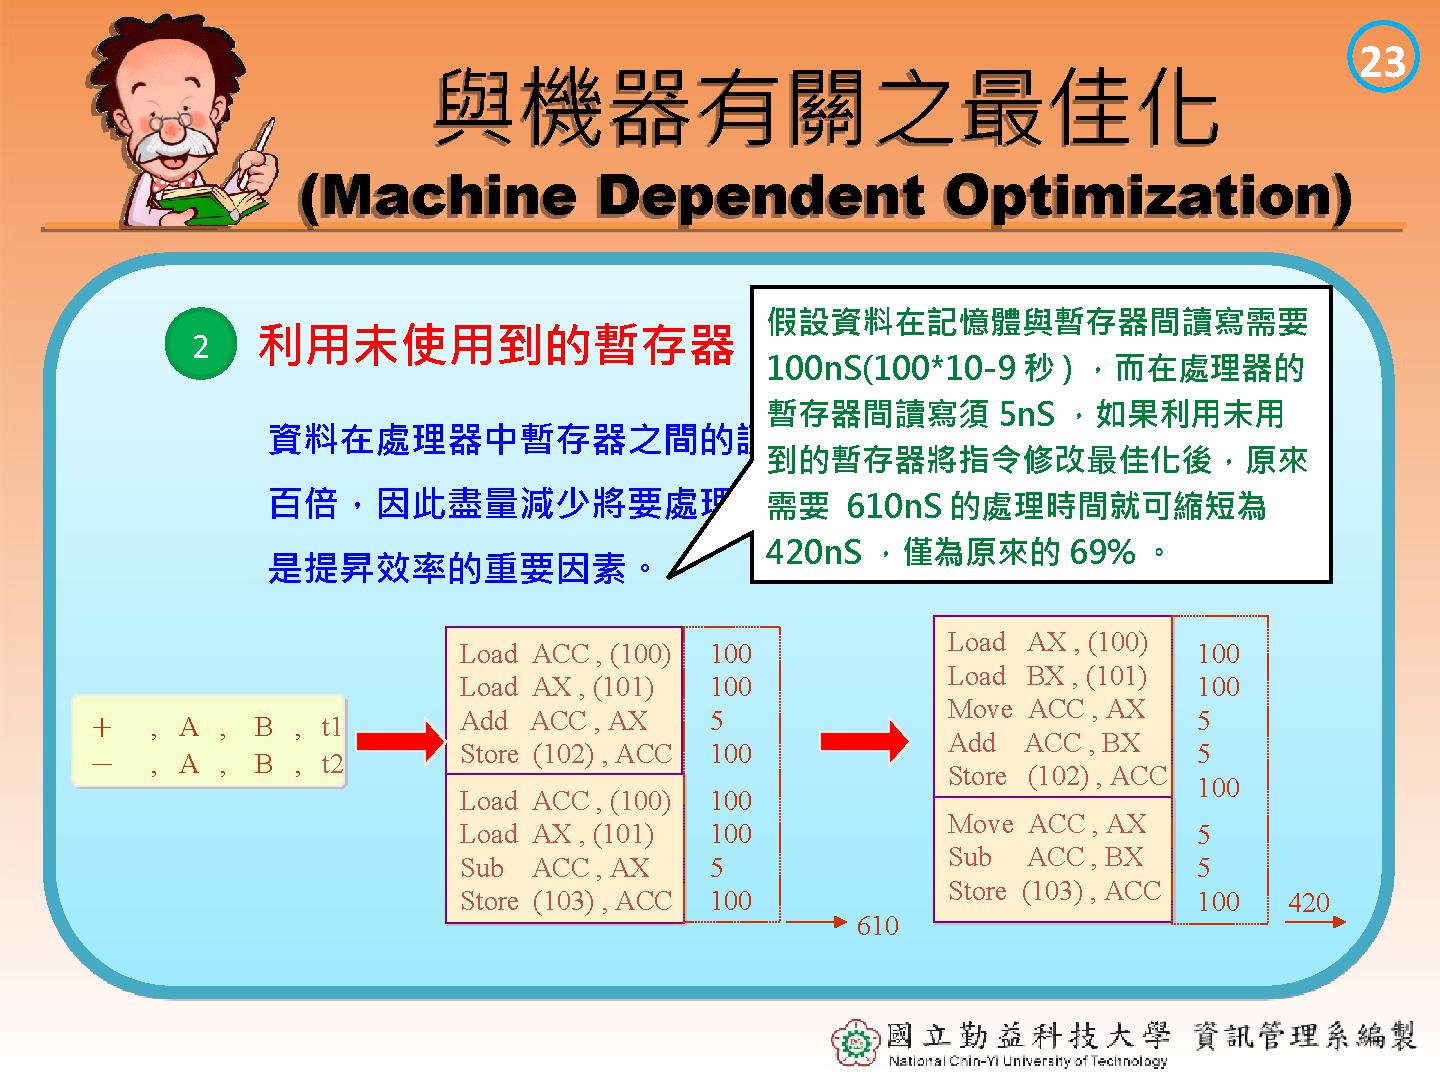 23
與機器有關之最佳化
(Machine Dependent Optimization)
2
利用未使用到的暫存器
資料在處理器中暫存器之間的
百倍，因此盡量減少將要處理
是提昇效率的重要因素。
假設資料在記憶體與暫存器間讀寫需要
100nS(100*10-9 秒 ) ，而在處理器的
暫存器間讀寫須 5nS ，如果利用未用
到的暫存器將指令修改最佳化後，原來
需要 610nS 的處理時間就可縮短為
420nS ，僅為原來的 69% 。
＋ , A , B , t1
－ , A , B , t2
Load ACC , (100) 100
Load AX , (101) 100
Add ACC , AX 5
Store (102) , ACC 100
Load ACC , (100) 100
Load AX , (101) 100
Sub ACC , AX 5
Store (103) , ACC 100
610
Load AX , (100) 100
Load BX , (101) 100
Move ACC , AX 5
Add ACC , BX 5
Store (102) , ACC 100
Move ACC , AX 5
Sub ACC , BX 5
Store (103) , ACC 100
420
國立勤益科技大學 資訊管理系編製
National Chin-Yi University of Technology